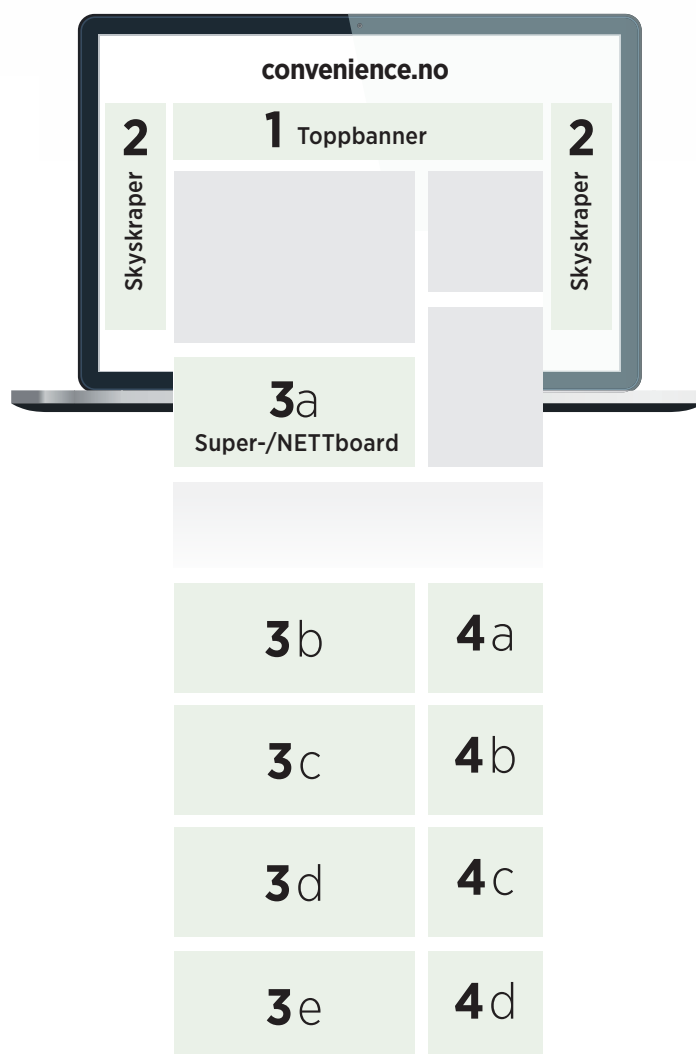 convenience.no
1 Toppbanner
2 Skyskraper
2 Skyskraper
3a
Super-/NETTboard
3b
4a
3c
4b
3d
4c
3e
4d